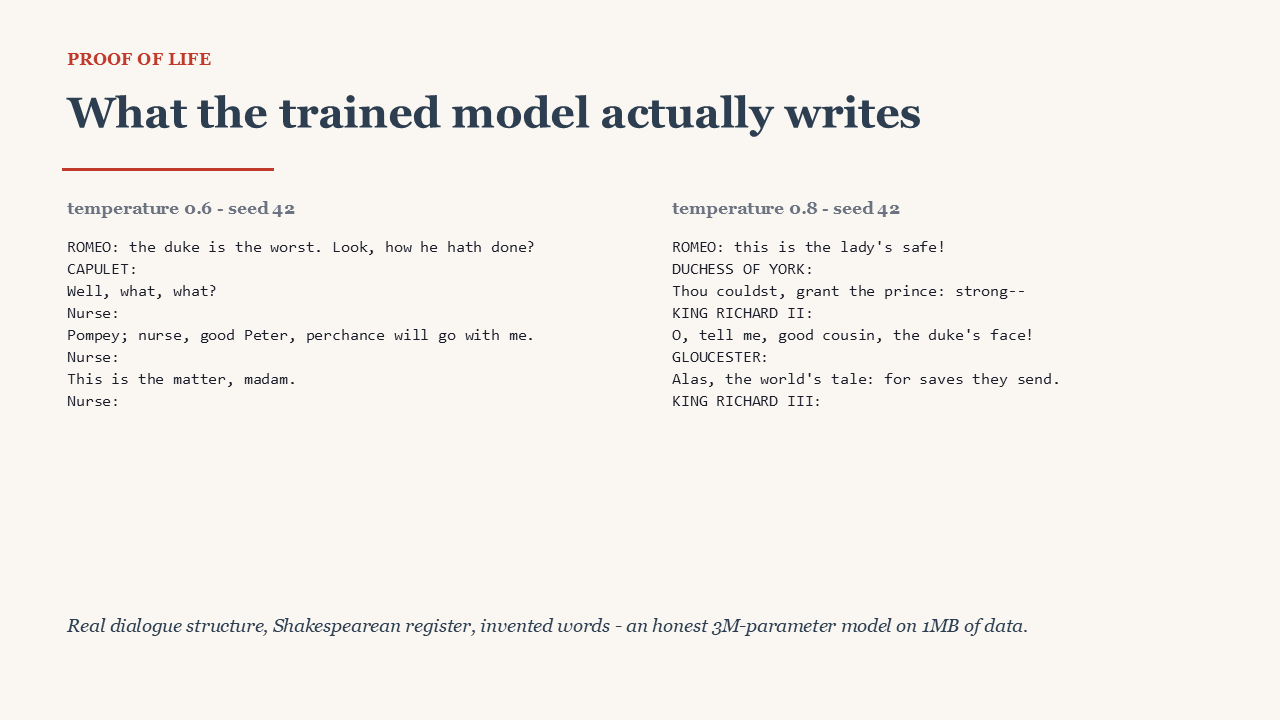 PROOF OF LIFE
What the trained model actually writes
temperature 0.6 - seed 42
ROMEO: the duke is the worst. Look, how he hath done?
CAPULET:
Well, what, what?
Nurse:
Pompey; nurse, good Peter, perchance will go with me.
Nurse:
This is the matter, madam.
Nurse:
temperature 0.8 - seed 42
ROMEO: this is the lady's safe!
DUCHESS OF YORK:
Thou couldst, grant the prince: strong--
KING RICHARD II:
O, tell me, good cousin, the duke's face!
GLOUCESTER:
Alas, the world's tale: for saves they send.
KING RICHARD III:
Real dialogue structure, Shakespearean register, invented words - an honest 3M-parameter model on 1MB of data.